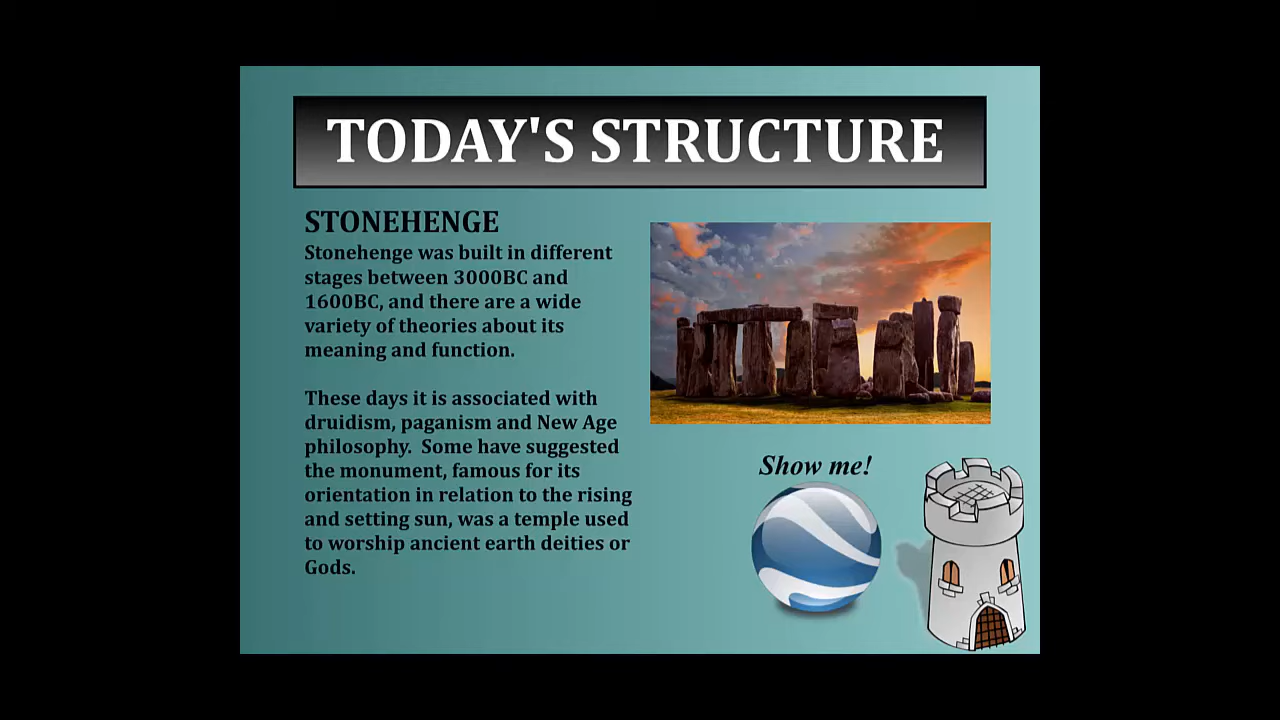 TODAY'S STRUCTURE
STONEHENGE
Stonehenge was built in different
stages between 3000BC and
1600BC, and there are a wide
variety of theories about its
meaning and function.
These days it is associated with
druidism, paganism and New Age
philosophy.  Some have suggested
the monument, famous for its
orientation in relation to the rising
and setting sun, was a temple used
to worship ancient earth deities or
Gods.
Show me!